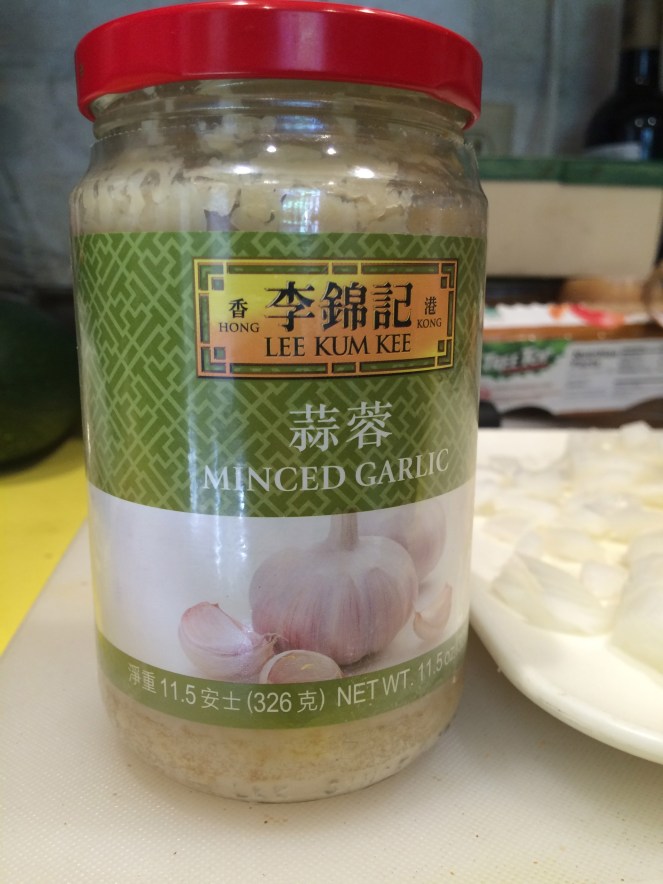 香 李錦記 港
HONG LEE KUM KEE KONG
蒜蓉
MINCED GARLIC
淨重 11.5 安士 (326 克) NET WT. 11.5 oz